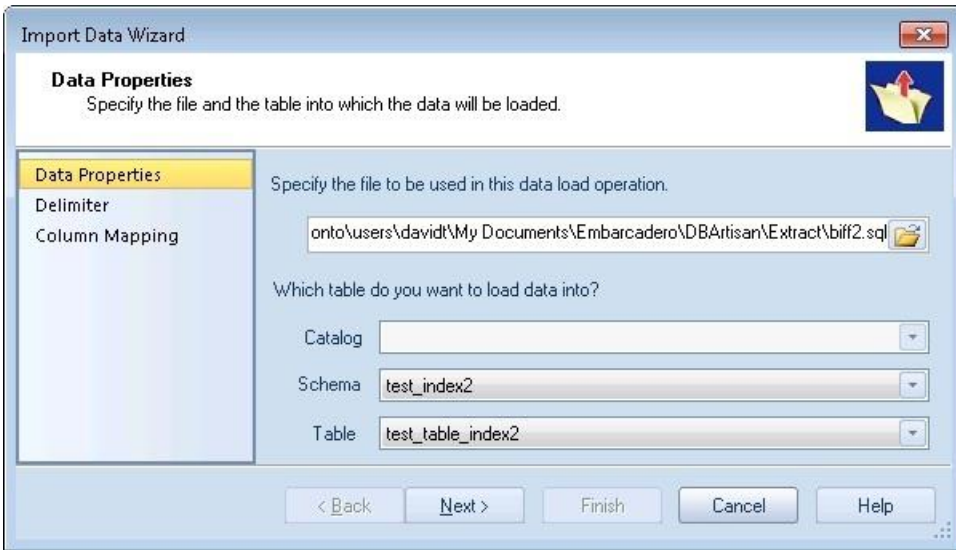 Import Data Wizard
Data Properties
Specify the file and the table into which the data will be loaded.
Data Properties
Delimiter
Column Mapping
Specify the file to be used in this data load operation.
onto\users\davidt\My Documents\Embarcadero\DBArtisan\Extract\biff2.sql
Which table do you want to load data into?
Catalog
Schema test_index2
Table test_table_index2
< Back Next > Finish Cancel Help